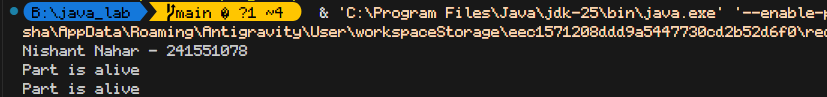 B:\java_lab main ?1 ~4 & 'C:\Program Files\Java\jdk-25\bin\java.exe' '--enable-p
sha\AppData\Roaming\Antigravity\User\workspaceStorage\eec1571208ddd9a5447730cd2b52d6f0\red
Nishant Nahar - 241551078
Part is alive
Part is alive